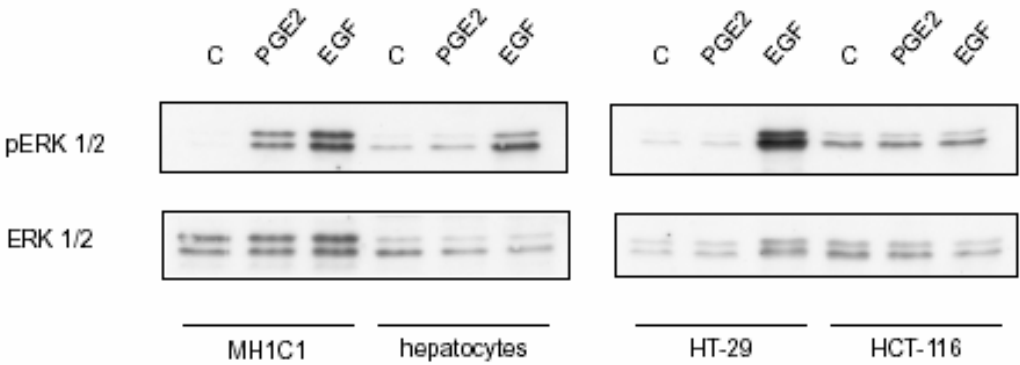 C PGE2 EGF C PGE2 EGF C PGE2 EGF C PGE2 EGF
pERK 1/2
ERK 1/2
MH1C1 hepatocytes HT-29 HCT-116